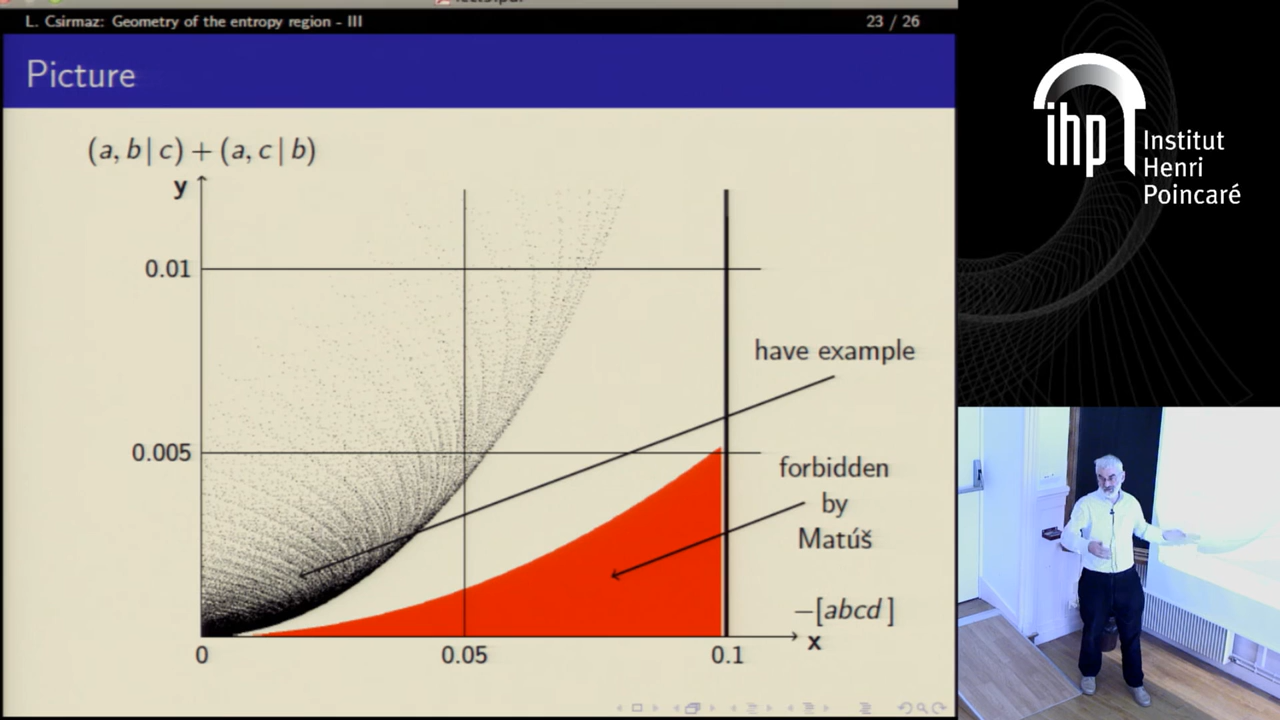 L. Csirmaz: Geometry of the entropy region - III
23 / 26
Picture
(a, b | c) + (a, c | b)
y
0.01
have example
0.005
forbidden
by
Matúš
−[abcd ]
x
0
0.05
0.1
ihp
Institut
Henri
Poincaré